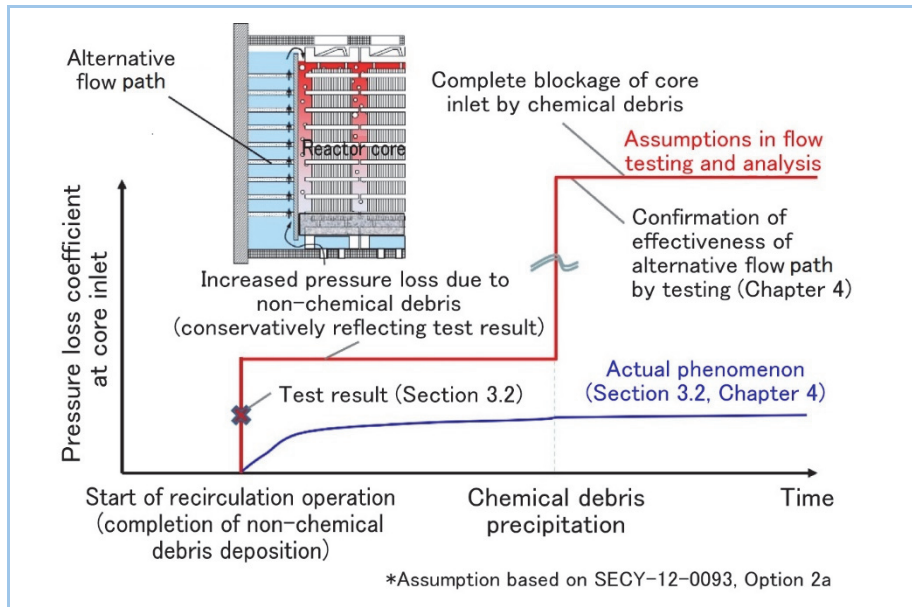 Alternative
flow path
Reactor core
Complete blockage of core
inlet by chemical debris
Assumptions in flow
testing and analysis
Confirmation of
effectiveness of
alternative flow path
by testing (Chapter 4)
Increased pressure loss due to
non-chemical debris
(conservatively reflecting test result)
Pressure loss coefficient
at core inlet
Test result (Section 3.2)
Actual phenomenon
(Section 3.2, Chapter 4)
Start of recirculation operation
(completion of non-chemical
debris deposition)
Chemical debris
precipitation
Time
*Assumption based on SECY-12-0093, Option 2a